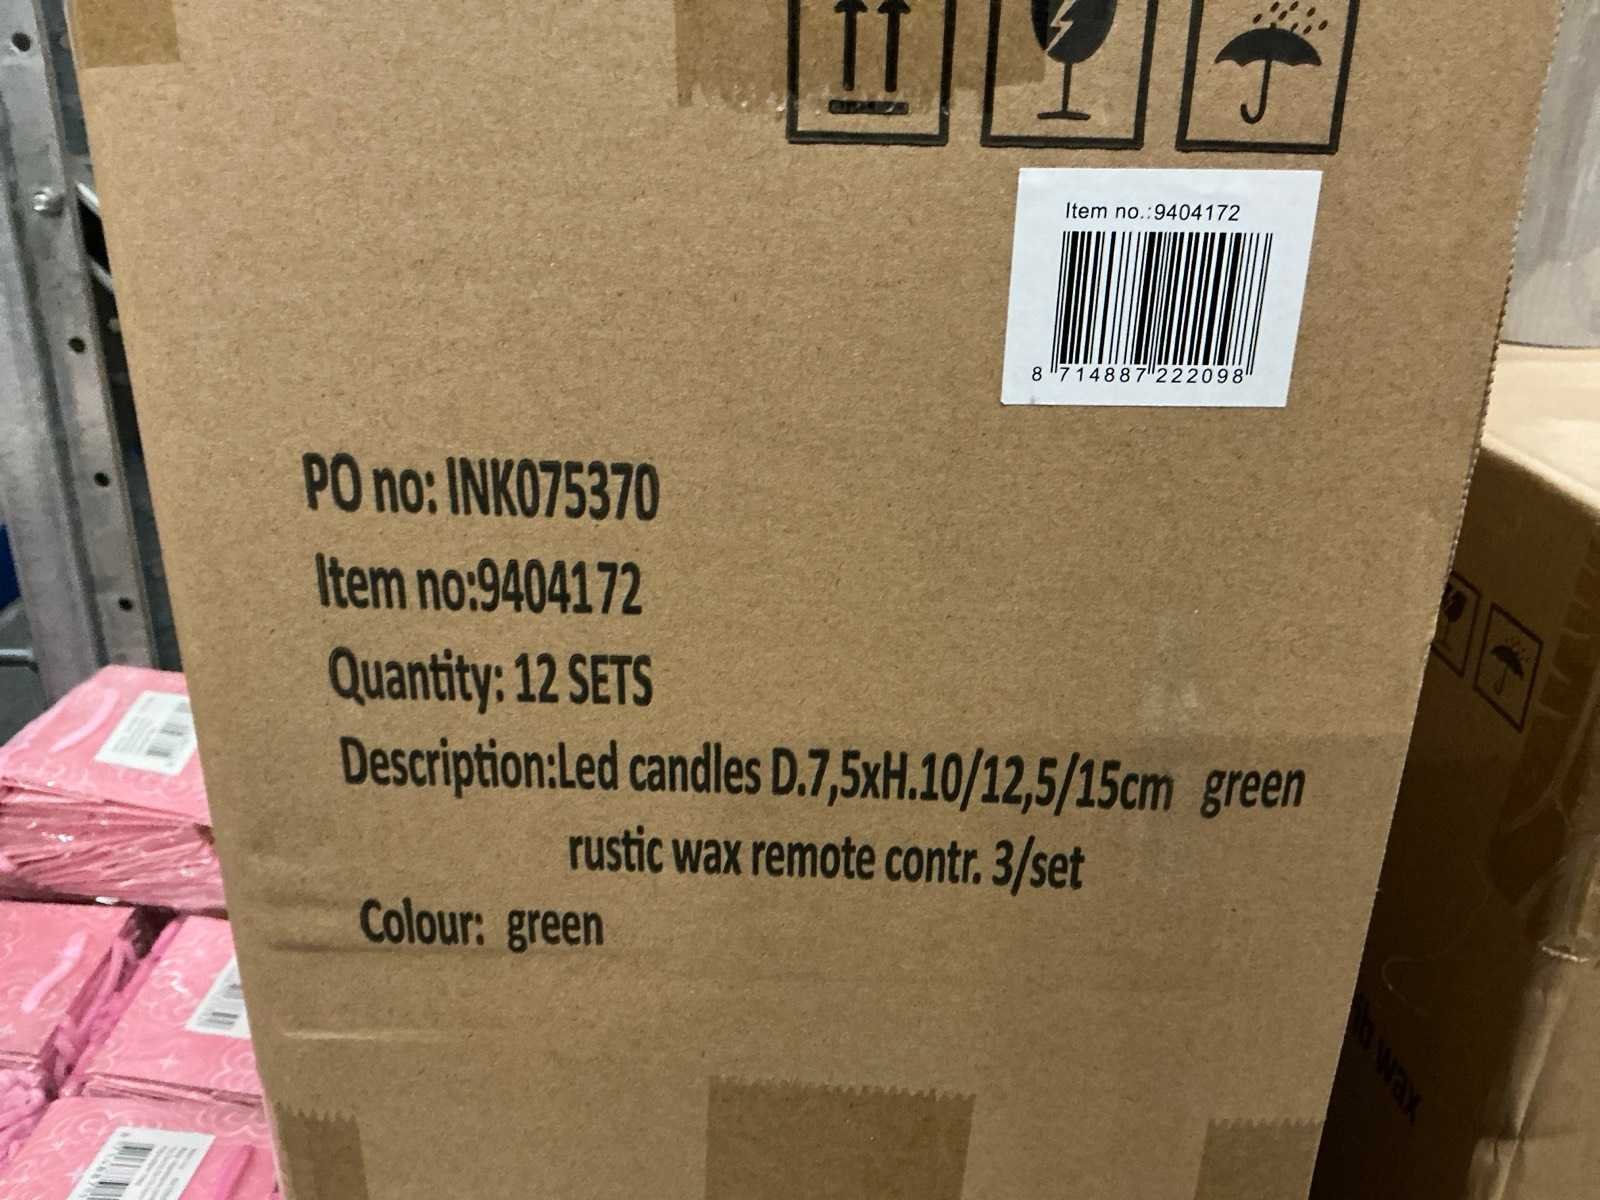 Item no.:9404172
8 714887 222098
PO no: INK075370
Item no:9404172
Quantity: 12 SETS
Description:Led candles D.7,5xH.10/12,5/15cm green
rustic wax remote contr. 3/set
Colour: green
wax